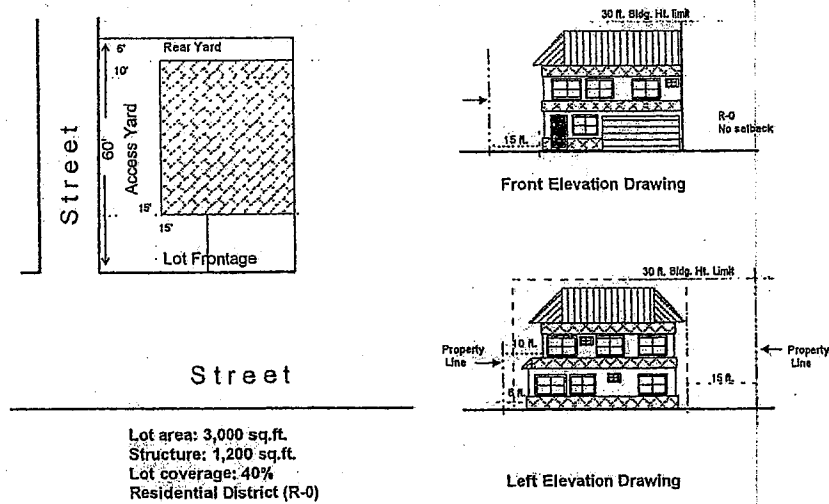 6'
Rear Yard
10'
Street
60'
Access Yard
15'
15'
Lot Frontage
Street
Lot area: 3,000 sq.ft.
Structure: 1,200 sq.ft.
Lot coverage: 40%
Residential District (R-0)
30 ft. Bldg. Ht. limit
R-0
No setback
15 ft.
Front Elevation Drawing
30 ft. Bldg. Ht. Limit
10 ft.
Property
Line
Property
Line
15 ft.
6 ft.
Left Elevation Drawing